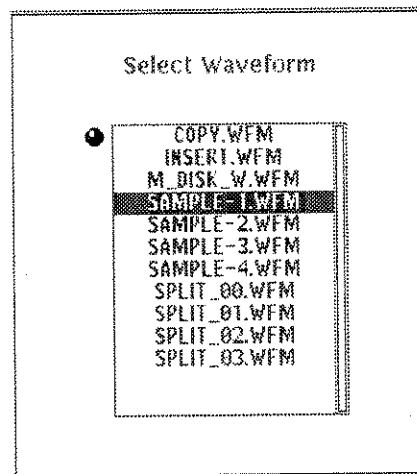 Select Waveform
COPY.WFM
INSERT.WFM
M_DISK_W.WFM
SAMPLE-1.WFM
SAMPLE-2.WFM
SAMPLE-3.WFM
SAMPLE-4.WFM
SPLIT_00.WFM
SPLIT_01.WFM
SPLIT_02.WFM
SPLIT_03.WFM